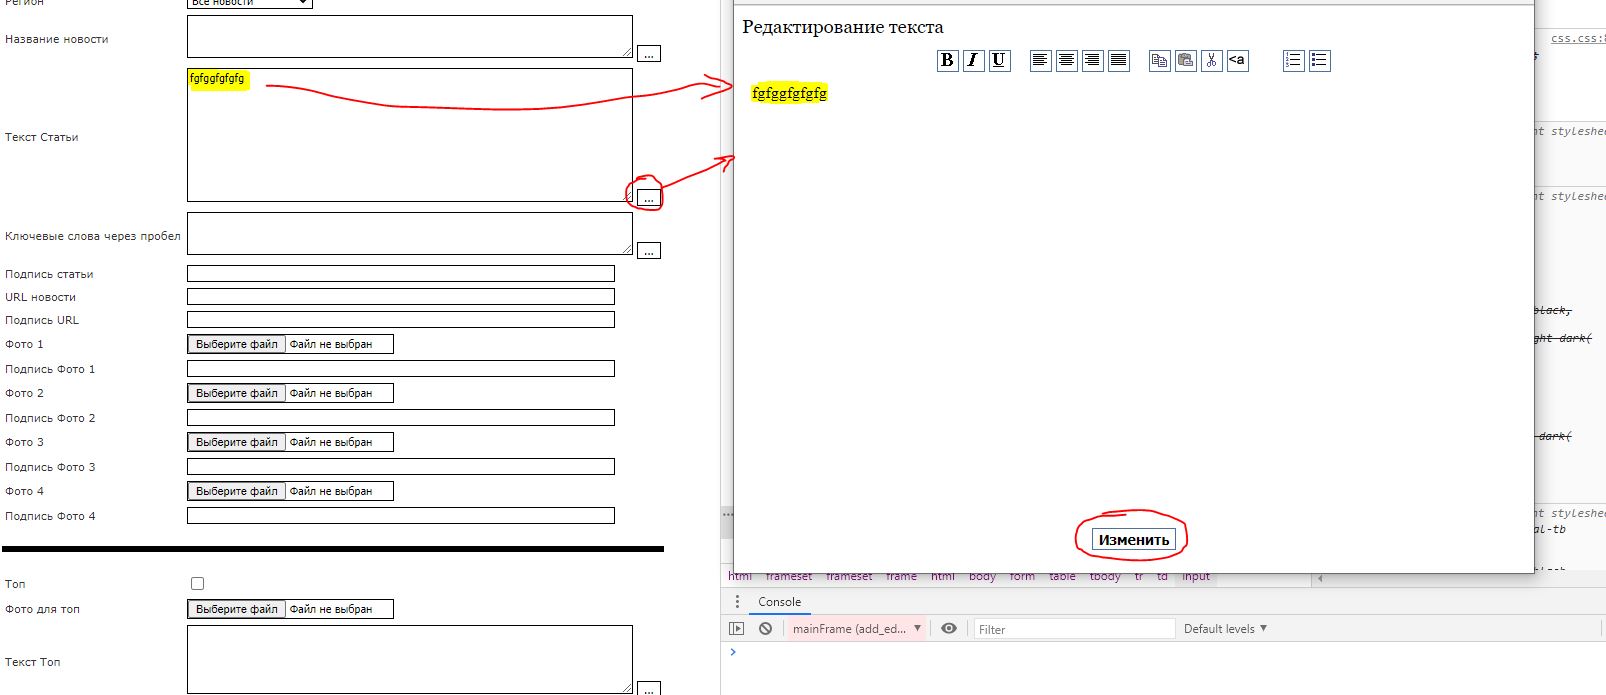 Регион Все новости
Название новости
...
fgfggfgfgfg
Текст Статьи
...
Ключевые слова через пробел
...
Подпись статьи
URL новости
Подпись URL
Фото 1 Выберите файл Файл не выбран
Подпись Фото 1
Фото 2 Выберите файл Файл не выбран
Подпись Фото 2
Фото 3 Выберите файл Файл не выбран
Подпись Фото 3
Фото 4 Выберите файл Файл не выбран
Подпись Фото 4
Топ
Фото для топ Выберите файл Файл не выбран
Текст Топ
...
Редактирование текста
B I U <a
fgfggfgfgfg
Изменить
css.css:
nt styleshee
nt styleshee
black,
ght-dark(
dark(
nt styleshee
al-tb
html frameset frameset frame html body form table tbody tr td input
Console
mainFrame (add_ed... Filter Default levels